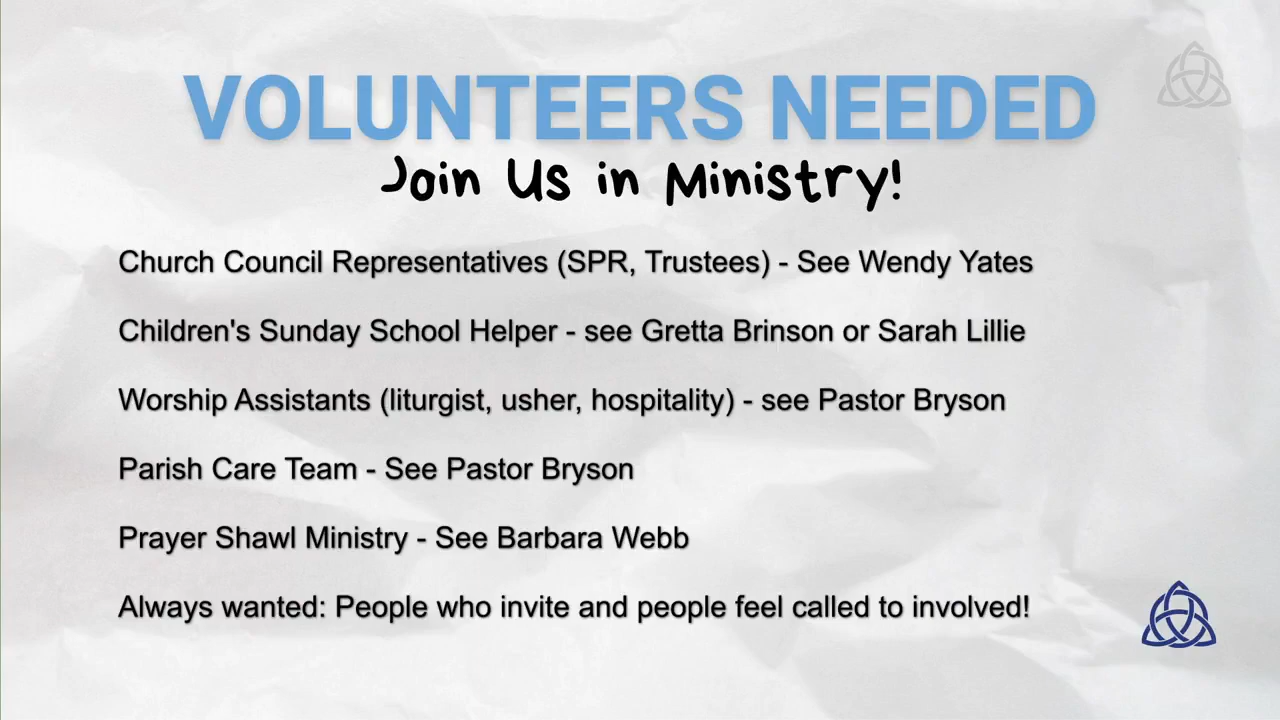 VOLUNTEERS NEEDED
Join Us in Ministry!
Church Council Representatives (SPR, Trustees) - See Wendy Yates
Children's Sunday School Helper - see Gretta Brinson or Sarah Lillie
Worship Assistants (liturgist, usher, hospitality) - see Pastor Bryson
Parish Care Team - See Pastor Bryson
Prayer Shawl Ministry - See Barbara Webb
Always wanted: People who invite and people feel called to involved!